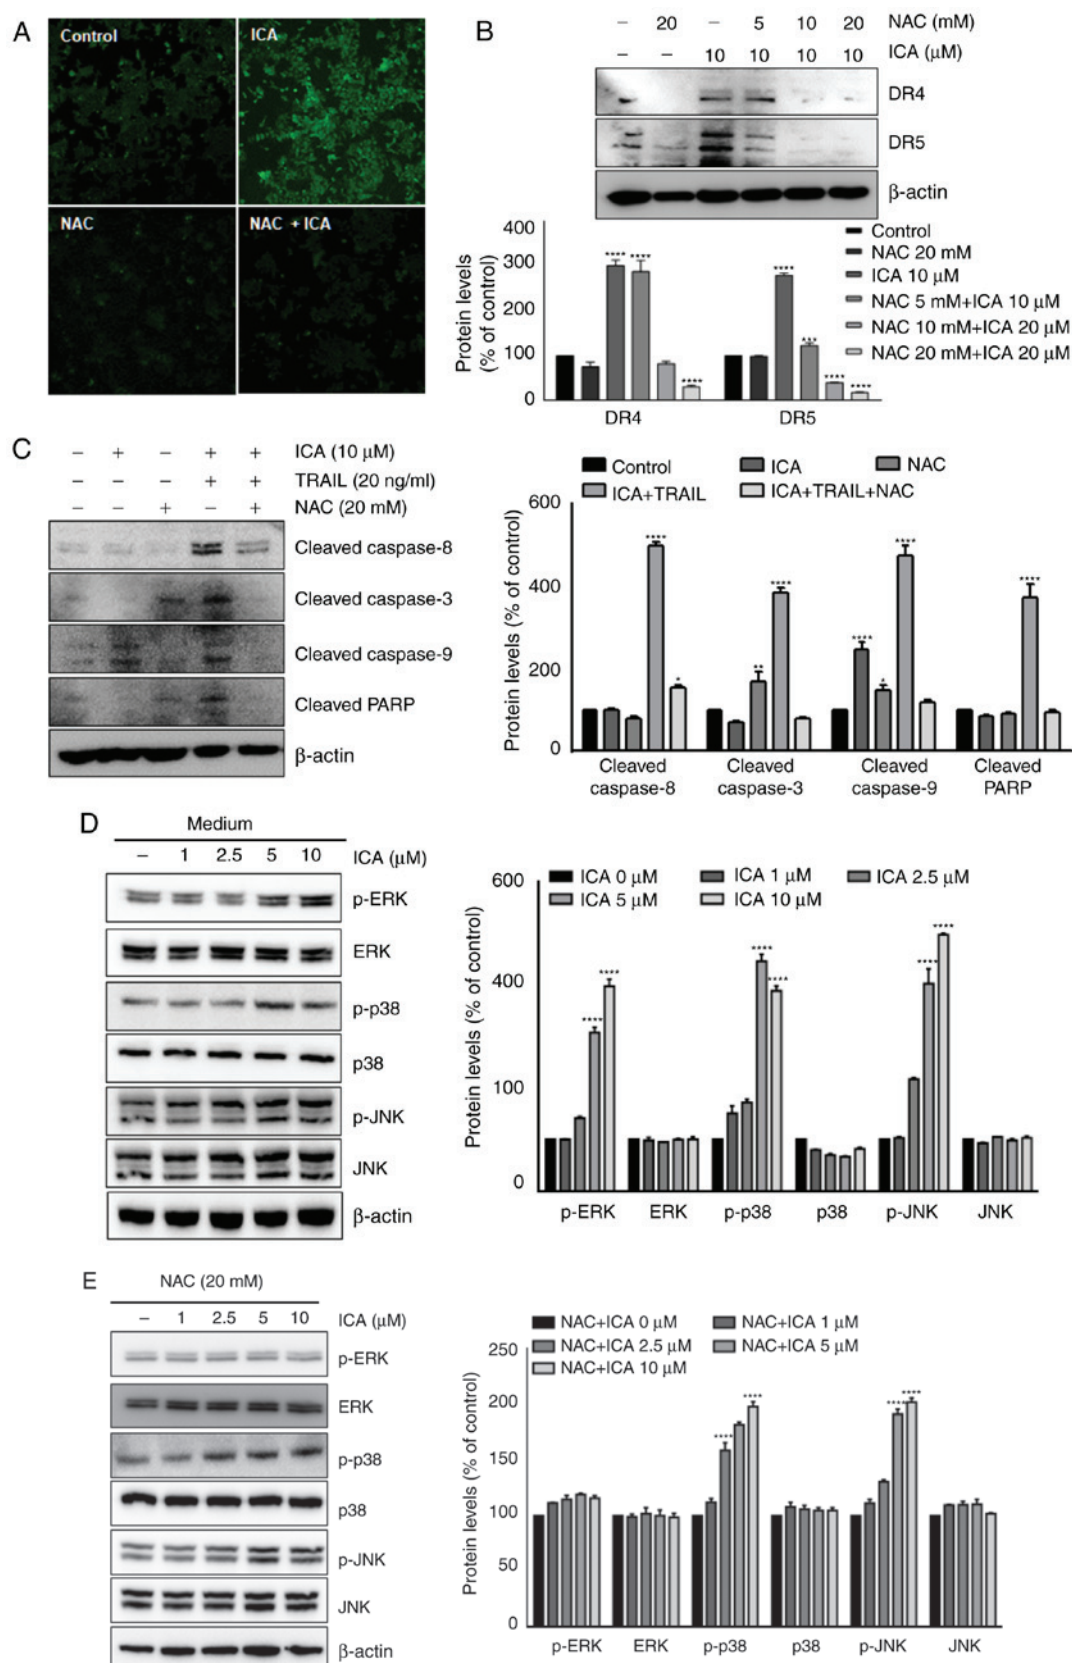 A
Control
ICA
NAC
NAC + ICA
B
– 20 – 5 10 20 NAC (mM)
– – 10 10 10 10 ICA (µM)
DR4
DR5
β-actin
Protein levels
(% of control)
400
300
200
100
0
**** **** ****
**** *** **** ****
DR4 DR5
Control
NAC 20 mM
ICA 10 µM
NAC 5 mM+ICA 10 µM
NAC 10 mM+ICA 20 µM
NAC 20 mM+ICA 20 µM
C
– + – + + ICA (10 µM)
– – – + + TRAIL (20 ng/ml)
– – + – + NAC (20 mM)
Cleaved caspase-8
Cleaved caspase-3
Cleaved caspase-9
Cleaved PARP
β-actin
Control ICA NAC
ICA+TRAIL ICA+TRAIL+NAC
Protein levels (% of control)
600
400
200
0
**** *
** ****
**** * ****
****
Cleaved caspase-8
Cleaved caspase-3
Cleaved caspase-9
Cleaved PARP
D
Medium
– 1 2.5 5 10 ICA (µM)
p-ERK
ERK
p-p38
p38
p-JNK
JNK
β-actin
ICA 0 µM ICA 1 µM ICA 2.5 µM
ICA 5 µM ICA 10 µM
Protein levels (% of control)
600
400
100
0
**** ****
**** ****
**** ****
p-ERK ERK p-p38 p38 p-JNK JNK
E
NAC (20 mM)
– 1 2.5 5 10 ICA (µM)
p-ERK
ERK
p-p38
p38
p-JNK
JNK
β-actin
NAC+ICA 0 µM NAC+ICA 1 µM
NAC+ICA 2.5 µM NAC+ICA 5 µM
NAC+ICA 10 µM
Protein levels (% of control)
250
200
150
100
50
0
**** ****
**** ****
p-ERK ERK p-p38 p38 p-JNK JNK